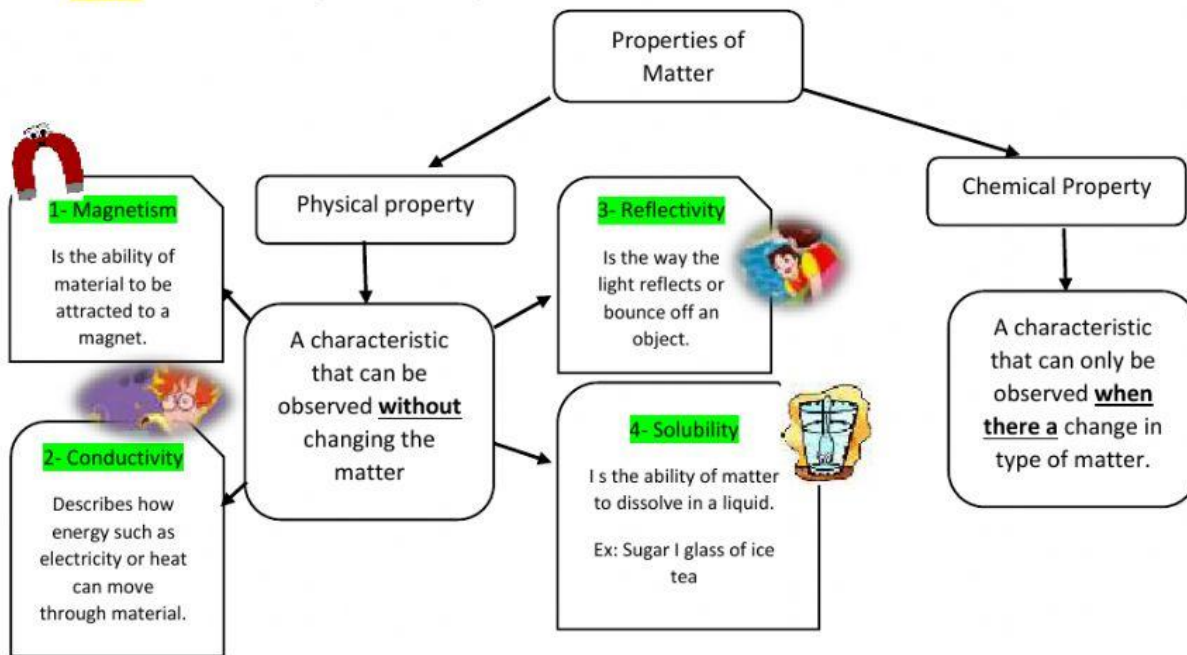 Properties of
Matter
Physical property
Chemical Property
1- Magnetism
Is the ability of
material to be
attracted to a
magnet.
3- Reflectivity
Is the way the
light reflects or
bounce off an
object.
A characteristic
that can be
observed without
changing the
matter
A characteristic
that can only be
observed when
there a change in
type of matter.
2- Conductivity
Describes how
energy such as
electricity or heat
can move
through material.
4- Solubility
I s the ability of matter
to dissolve in a liquid.
Ex: Sugar I glass of ice
tea